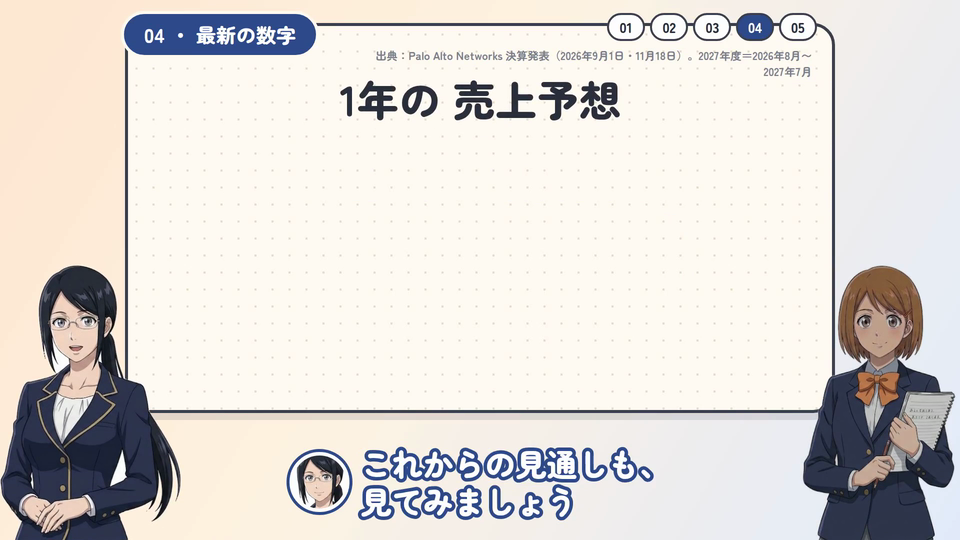 04 ・ 最新の数字
01 02 03 04 05
出典：Palo Alto Networks 決算発表（2026年9月1日・11月18日）。2027年度＝2026年8月〜
2027年7月
1年の 売上予想
これからの見通しも、
見てみましょう